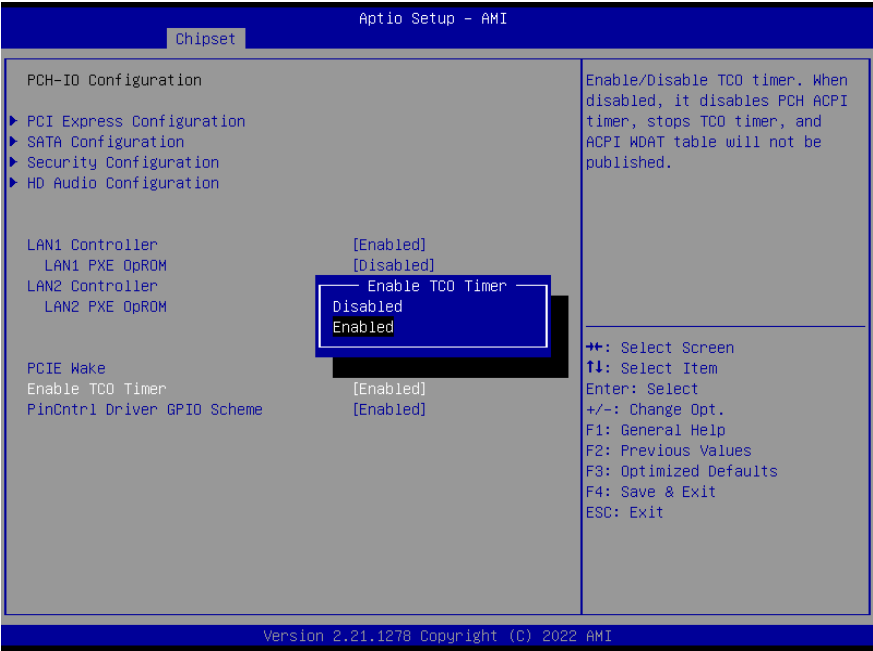 Aptio Setup – AMI
Chipset
PCH-IO Configuration
PCI Express Configuration
SATA Configuration
Security Configuration
HD Audio Configuration
LAN1 Controller [Enabled]
LAN1 PXE OpROM [Disabled]
LAN2 Controller
LAN2 PXE OpROM
PCIE Wake
Enable TCO Timer [Enabled]
PinCntrl Driver GPIO Scheme [Enabled]
Enable TCO Timer
Disabled
Enabled
Enable/Disable TCO timer. When
disabled, it disables PCH ACPI
timer, stops TCO timer, and
ACPI WDAT table will not be
published.
→←: Select Screen
↑↓: Select Item
Enter: Select
+/-: Change Opt.
F1: General Help
F2: Previous Values
F3: Optimized Defaults
F4: Save & Exit
ESC: Exit
Version 2.21.1278 Copyright (C) 2022 AMI